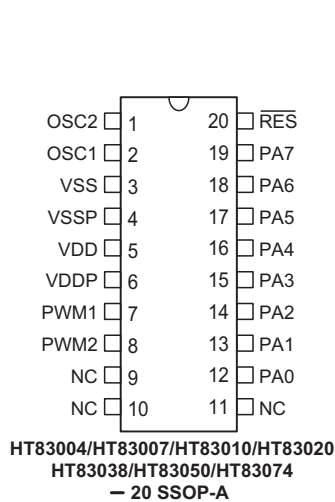 OSC2 1 20 R̅E̅S̅
OSC1 2 19 PA7
VSS 3 18 PA6
VSSP 4 17 PA5
VDD 5 16 PA4
VDDP 6 15 PA3
PWM1 7 14 PA2
PWM2 8 13 PA1
NC 9 12 PA0
NC 10 11 NC
HT83004/HT83007/HT83010/HT83020
HT83038/HT83050/HT83074
– 20 SSOP-A